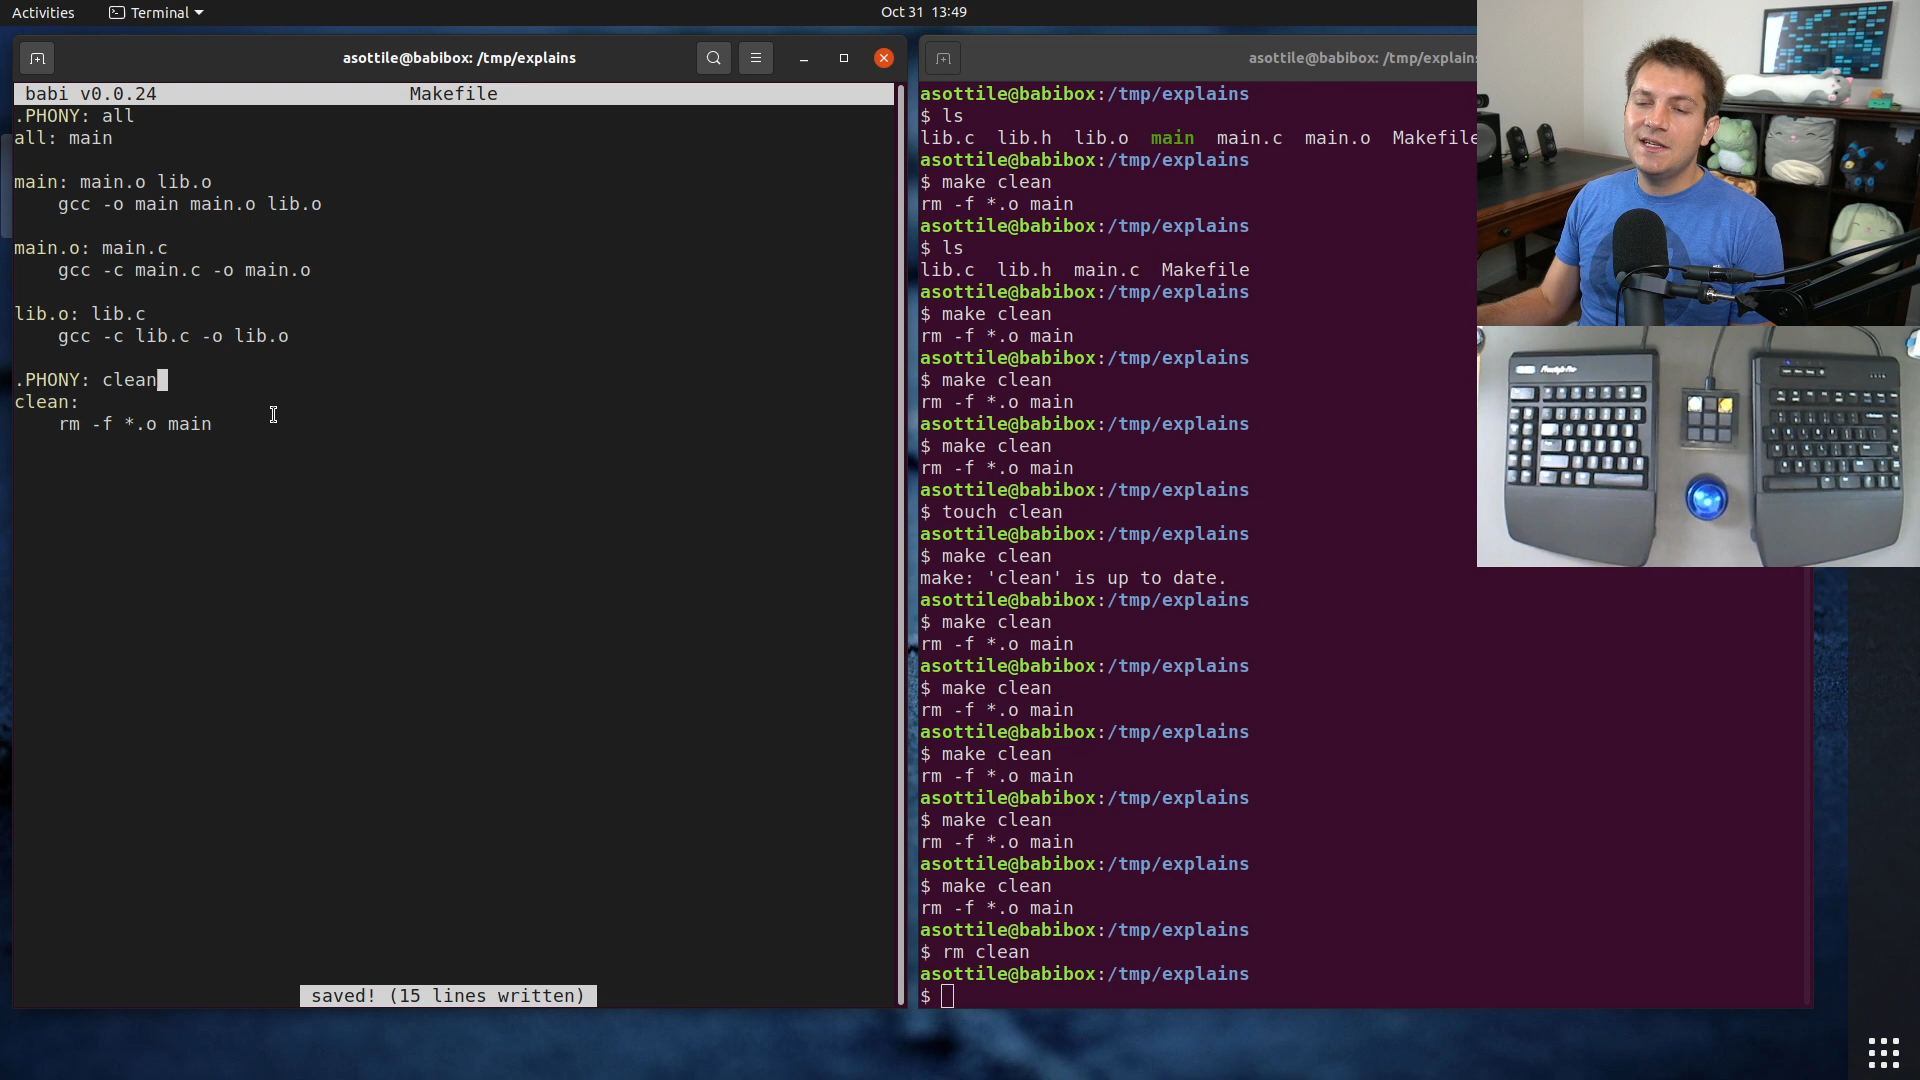 Activities
Terminal
Oct 31 13:49
asottile@babibox: /tmp/explains
babi v0.0.24 Makefile
.PHONY: all
all: main
main: main.o lib.o
gcc -o main main.o lib.o
main.o: main.c
gcc -c main.c -o main.o
lib.o: lib.c
gcc -c lib.c -o lib.o
.PHONY: clean
clean:
rm -f *.o main
saved! (15 lines written)
asottile@babibox: /tmp/explains
asottile@babibox:/tmp/explains
$ ls
lib.c lib.h lib.o main main.c main.o Makefile
asottile@babibox:/tmp/explains
$ make clean
rm -f *.o main
asottile@babibox:/tmp/explains
$ ls
lib.c lib.h main.c Makefile
asottile@babibox:/tmp/explains
$ make clean
rm -f *.o main
asottile@babibox:/tmp/explains
$ make clean
rm -f *.o main
asottile@babibox:/tmp/explains
$ make clean
rm -f *.o main
asottile@babibox:/tmp/explains
$ touch clean
asottile@babibox:/tmp/explains
$ make clean
make: 'clean' is up to date.
asottile@babibox:/tmp/explains
$ make clean
rm -f *.o main
asottile@babibox:/tmp/explains
$ make clean
rm -f *.o main
asottile@babibox:/tmp/explains
$ make clean
rm -f *.o main
asottile@babibox:/tmp/explains
$ make clean
rm -f *.o main
asottile@babibox:/tmp/explains
$ make clean
rm -f *.o main
asottile@babibox:/tmp/explains
$ rm clean
asottile@babibox:/tmp/explains
$